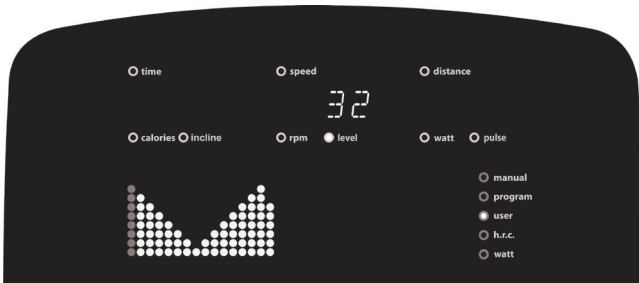 time speed distance
32
calories incline rpm level watt pulse
manual
program
user
h.r.c.
watt